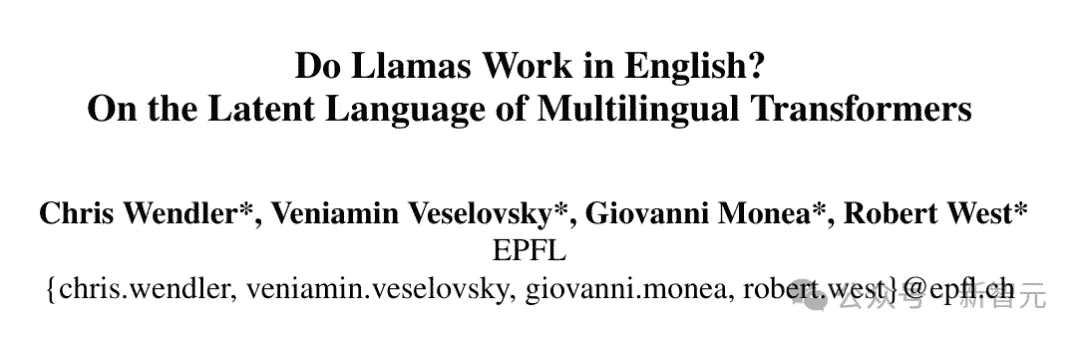 Do Llamas Work in English?
On the Latent Language of Multilingual Transformers
Chris Wendler*, Veniamin Veselovsky*, Giovanni Monea*, Robert West*
EPFL
{chris.wendler, veniamin.veselovsky, giovanni.monea, robert.west}@epfl.ch
公众号 · 新智元